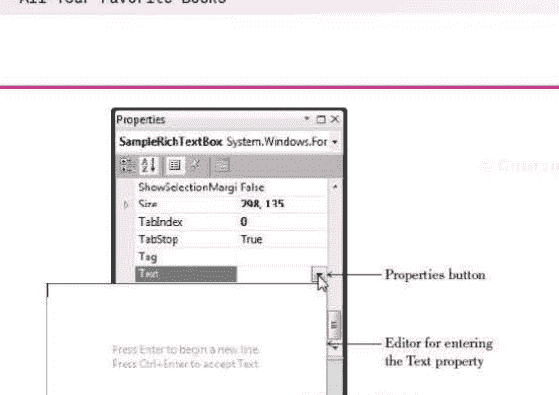 All Your Favorite Books
Properties
SampleRichTextBox System.Windows.For
ShowSelectionMargi False
Size 298, 135
TabIndex 0
TabStop True
Tag
Text
Properties button
Press Enter to begin a new line.
Press Ctrl+Enter to accept Text.
Editor for entering
the Text property